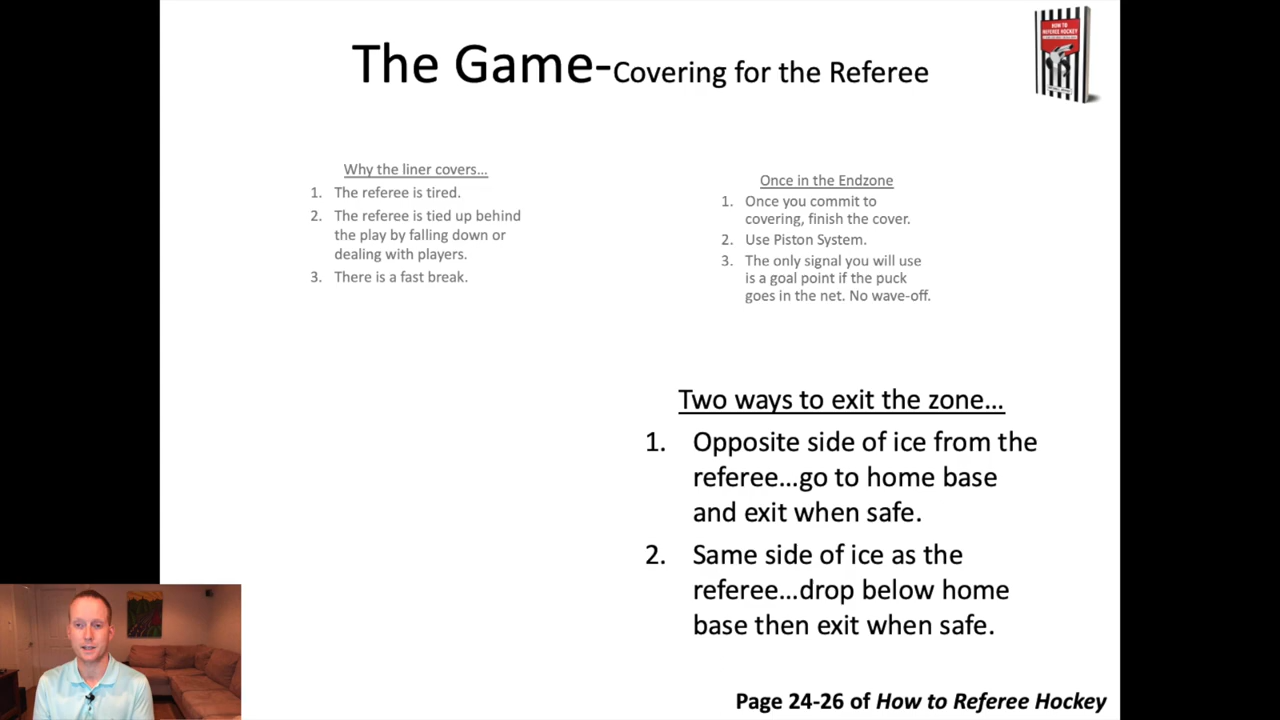 The Game-Covering for the Referee
HOW TO
REFEREE HOCKEY
Why the liner covers...
1. The referee is tired.
2. The referee is tied up behind
the play by falling down or
dealing with players.
3. There is a fast break.
Once in the Endzone
1. Once you commit to
covering, finish the cover.
2. Use Piston System.
3. The only signal you will use
is a goal point if the puck
goes in the net. No wave-off.
Two ways to exit the zone...
1. Opposite side of ice from the
referee...go to home base
and exit when safe.
2. Same side of ice as the
referee...drop below home
base then exit when safe.
Page 24-26 of How to Referee Hockey